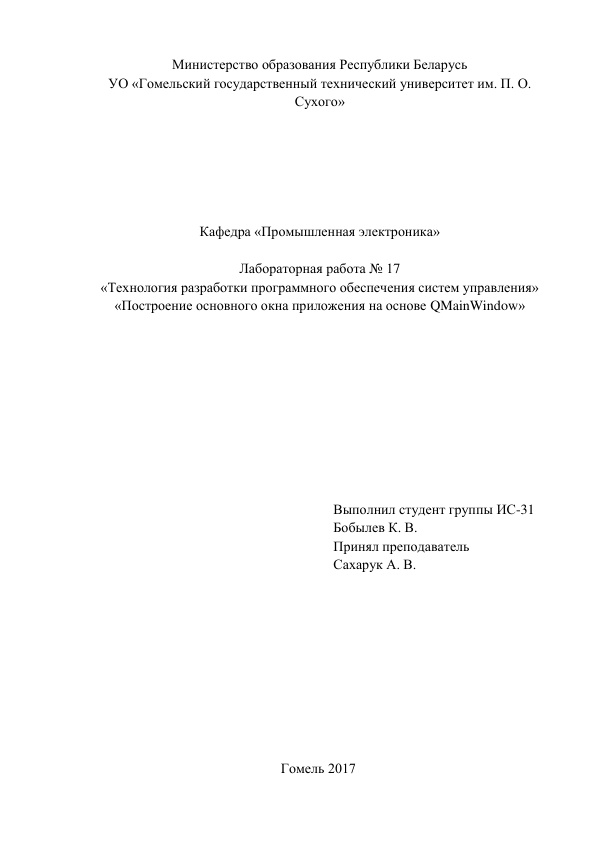 Министерство образования Республики Беларусь
УО «Гомельский государственный технический университет им. П. О.
Сухого»
Кафедра «Промышленная электроника»
Лабораторная работа № 17
«Технология разработки программного обеспечения систем управления»
«Построение основного окна приложения на основе QMainWindow»
Выполнил студент группы ИС-31
Бобылев К. В.
Принял преподаватель
Сахарук А. В.
Гомель 2017